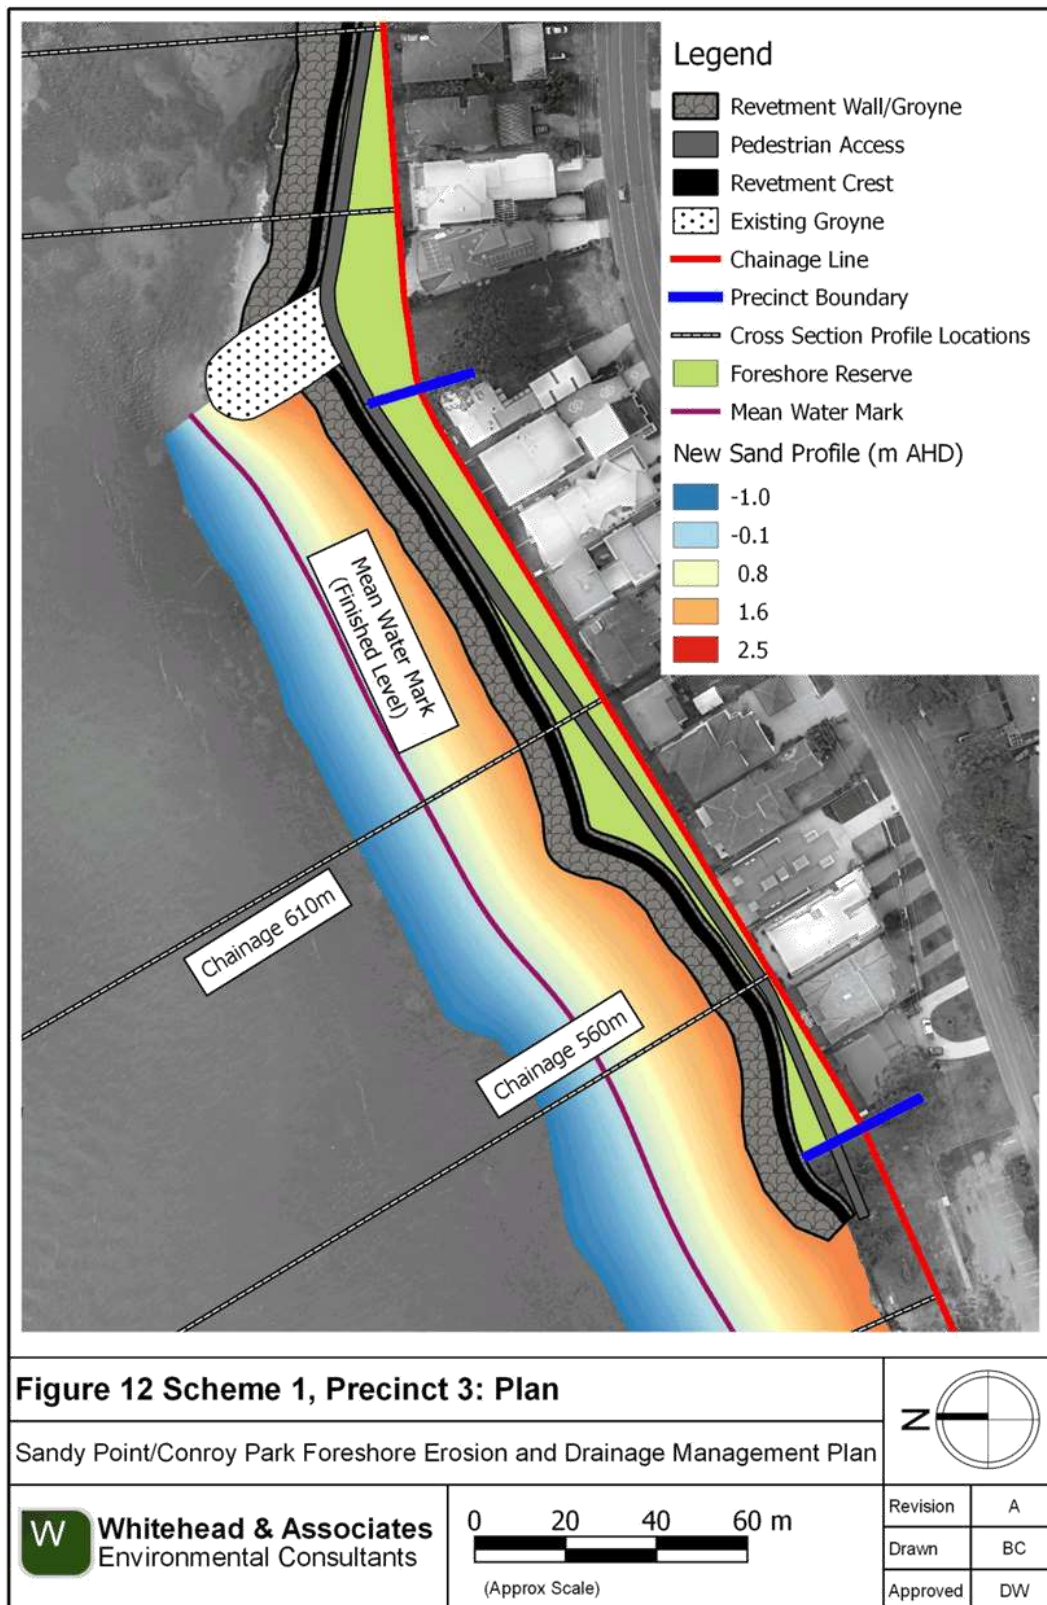 Legend
Revetment Wall/Groyne
Pedestrian Access
Revetment Crest
Existing Groyne
Chainage Line
Precinct Boundary
Cross Section Profile Locations
Foreshore Reserve
Mean Water Mark
New Sand Profile (m AHD)
-1.0
-0.1
0.8
1.6
2.5
Mean Water Mark
(Finished Level)
Chainage 610m
Chainage 560m
Figure 12 Scheme 1, Precinct 3: Plan
Sandy Point/Conroy Park Foreshore Erosion and Drainage Management Plan
N
W
Whitehead & Associates
Environmental Consultants
0 20 40 60 m
(Approx Scale)
Revision A
Drawn BC
Approved DW